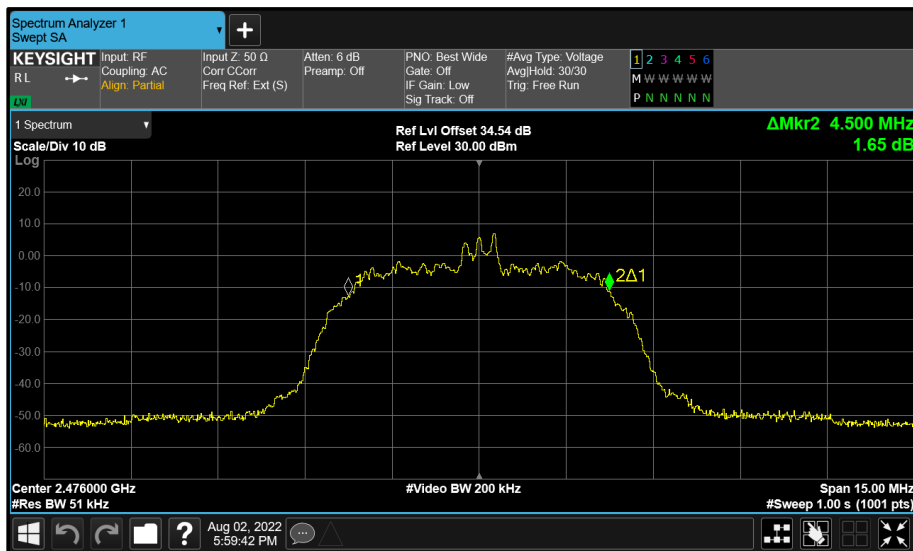 Spectrum Analyzer 1
Swept SA
+
KEYSIGHT
R L
LXI
Input: RF
Coupling: AC
Align: Partial
Input Z: 50 Ω
Corr CCorr
Freq Ref: Ext (S)
Atten: 6 dB
Preamp: Off
PNO: Best Wide
Gate: Off
IF Gain: Low
Sig Track: Off
#Avg Type: Voltage
Avg|Hold: 30/30
Trig: Free Run
1 2 3 4 5 6
M W W W W W
P N N N N N
1 Spectrum
Scale/Div 10 dB
Ref Lvl Offset 34.54 dB
Ref Level 30.00 dBm
ΔMkr2 4.500 MHz
1.65 dB
Log
20.0
10.0
0.00
-10.0
-20.0
-30.0
-40.0
-50.0
-60.0
1
2Δ1
Center 2.476000 GHz
#Res BW 51 kHz
#Video BW 200 kHz
Span 15.00 MHz
#Sweep 1.00 s (1001 pts)
?
Aug 02, 2022
5:59:42 PM